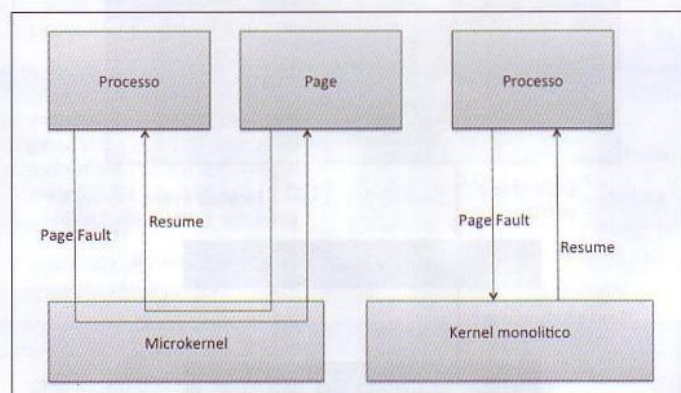 Processo
Page
Processo
Page Fault
Resume
Page Fault
Resume
Microkernel
Kernel monolitico